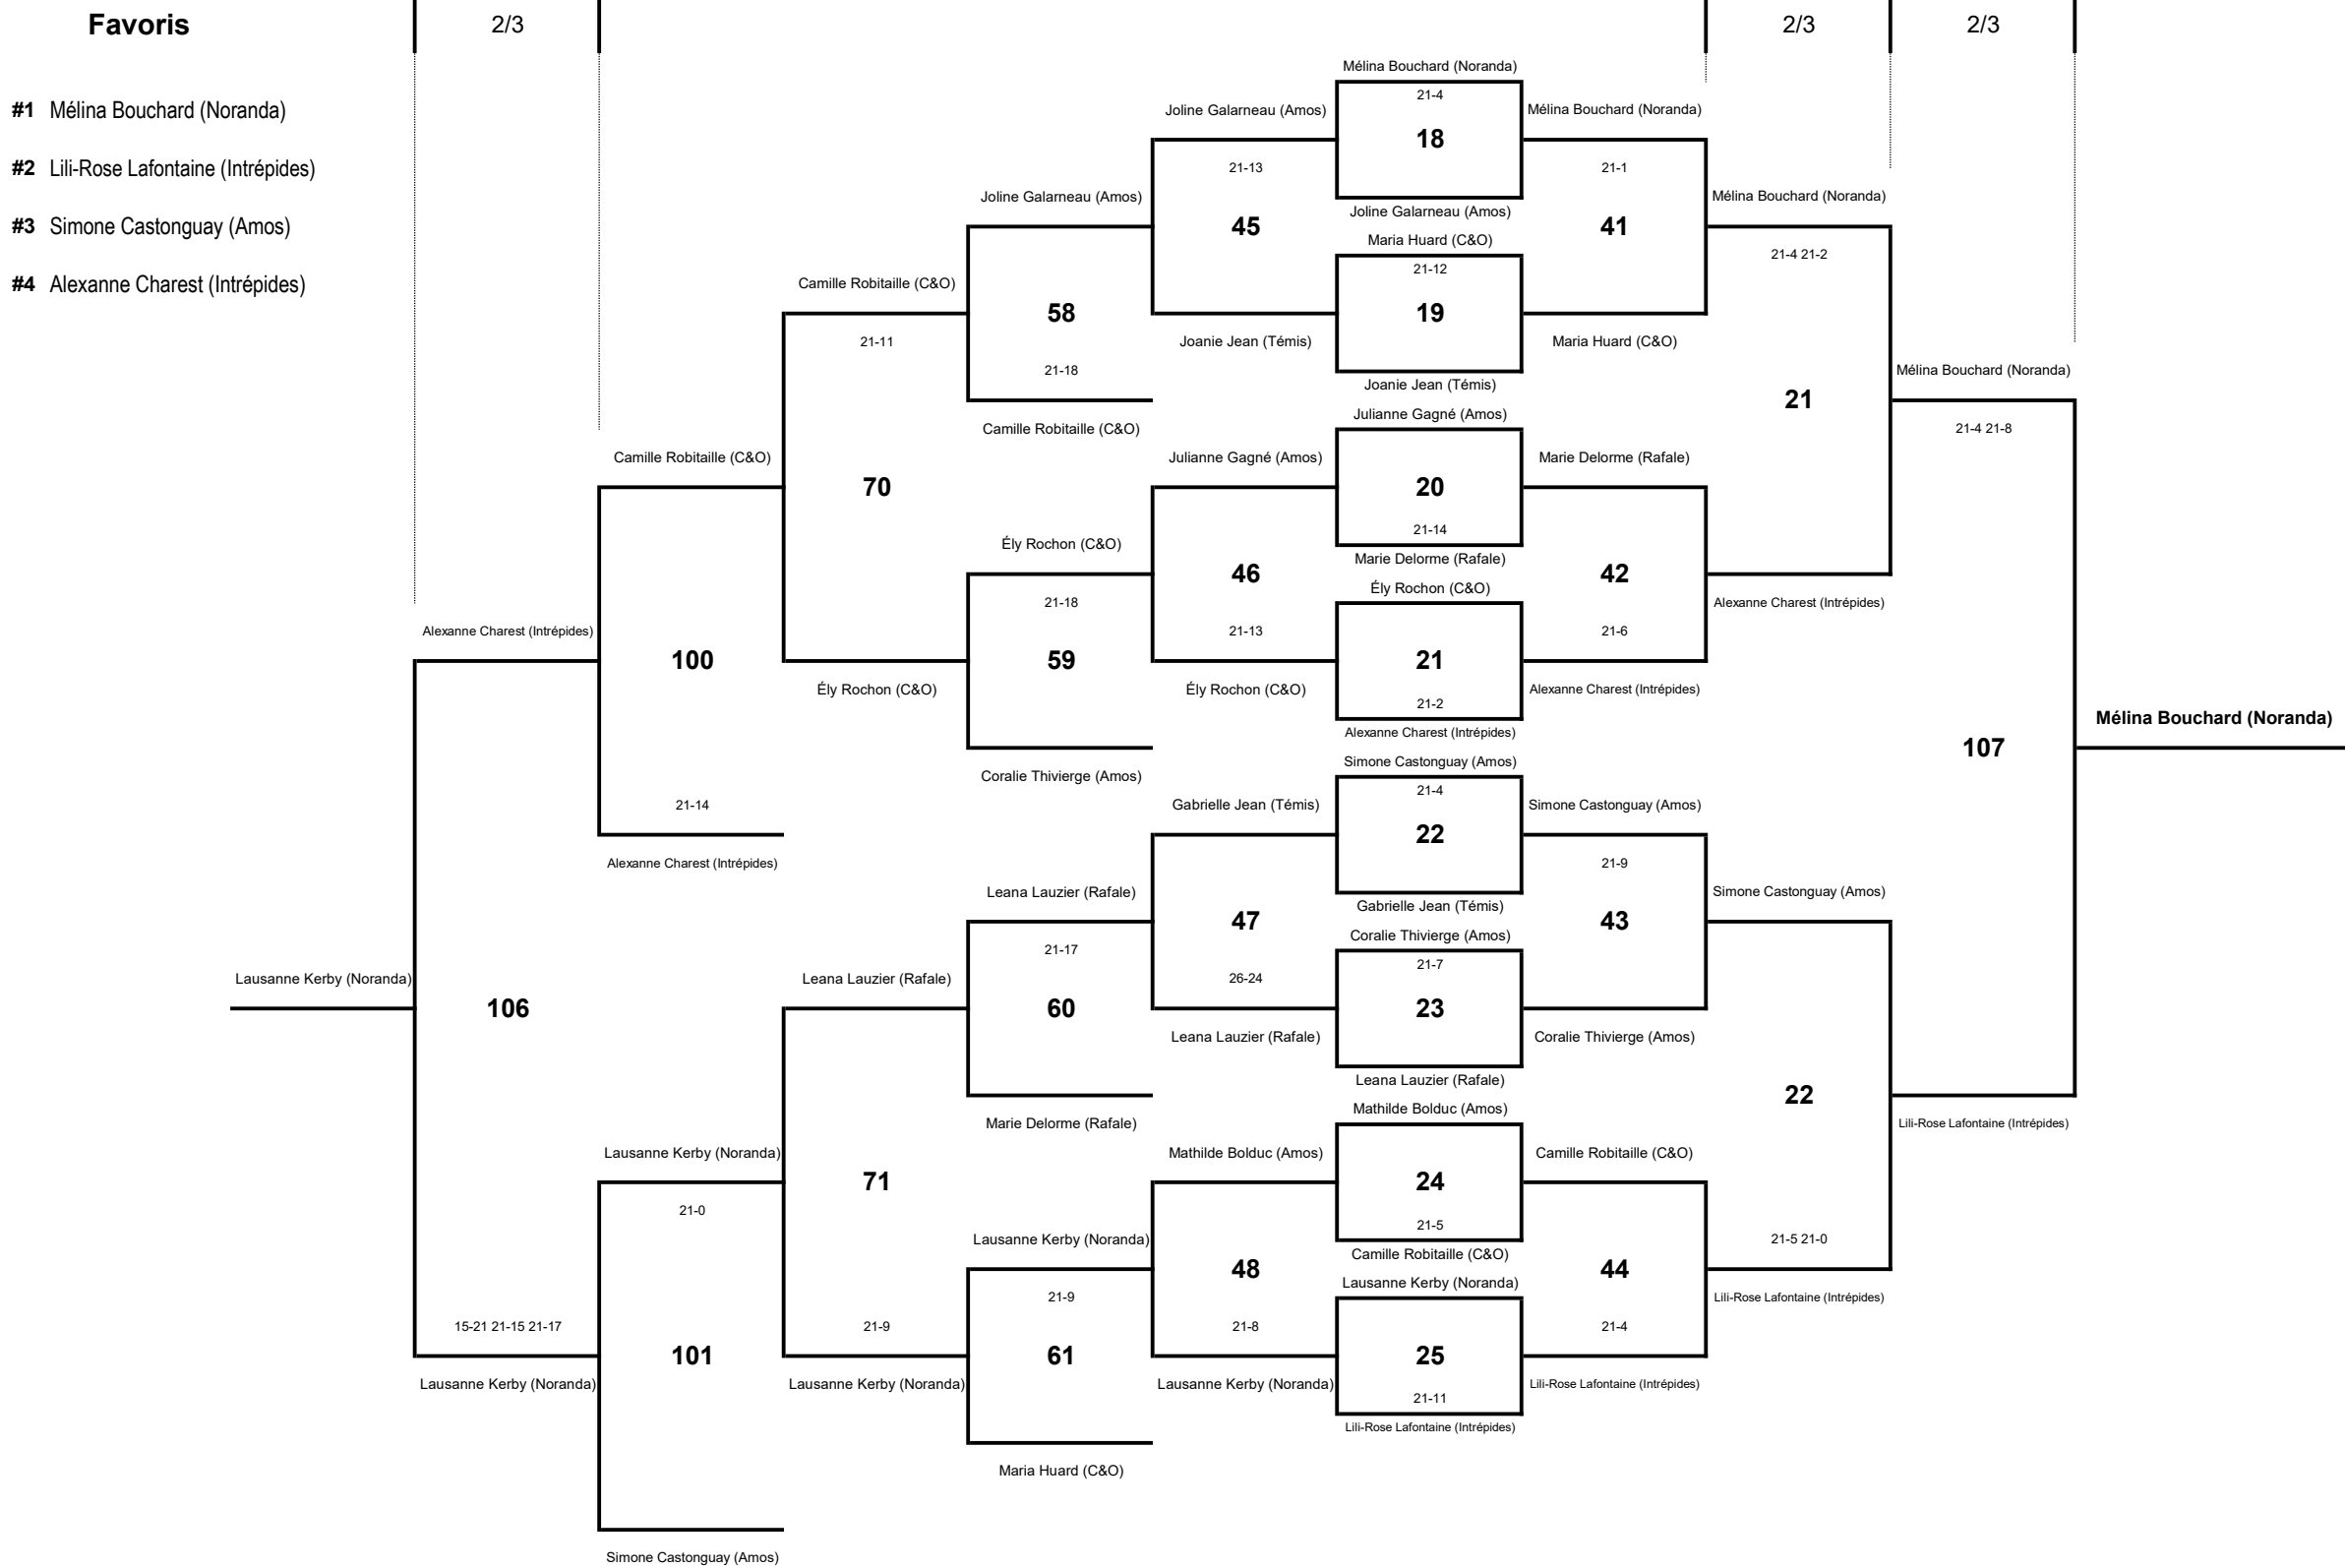 Favoris
2/3
2/3
2/3
#1 Mélina Bouchard (Noranda)
#2 Lili-Rose Lafontaine (Intrépides)
#3 Simone Castonguay (Amos)
#4 Alexanne Charest (Intrépides)
Lausanne Kerby (Noranda)
Alexanne Charest (Intrépides)
106
15-21 21-15 21-17
Lausanne Kerby (Noranda)
Camille Robitaille (C&O)
100
21-14
Alexanne Charest (Intrépides)
Lausanne Kerby (Noranda)
21-0
101
Simone Castonguay (Amos)
Camille Robitaille (C&O)
21-11
70
Ély Rochon (C&O)
Leana Lauzier (Rafale)
71
21-9
Lausanne Kerby (Noranda)
Joline Galarneau (Amos)
58
21-18
Camille Robitaille (C&O)
Ély Rochon (C&O)
21-18
59
Coralie Thivierge (Amos)
Leana Lauzier (Rafale)
21-17
60
Marie Delorme (Rafale)
Lausanne Kerby (Noranda)
21-9
61
Maria Huard (C&O)
Joline Galarneau (Amos)
21-13
45
Joanie Jean (Témis)
Julianne Gagné (Amos)
46
21-13
Ély Rochon (C&O)
Gabrielle Jean (Témis)
47
26-24
Leana Lauzier (Rafale)
Mathilde Bolduc (Amos)
48
21-8
Lausanne Kerby (Noranda)
Mélina Bouchard (Noranda)
21-4
18
Joline Galarneau (Amos)
Maria Huard (C&O)
21-12
19
Joanie Jean (Témis)
Julianne Gagné (Amos)
20
21-14
Marie Delorme (Rafale)
Ély Rochon (C&O)
21
21-2
Alexanne Charest (Intrépides)
Simone Castonguay (Amos)
21-4
22
Gabrielle Jean (Témis)
Coralie Thivierge (Amos)
21-7
23
Leana Lauzier (Rafale)
Mathilde Bolduc (Amos)
24
21-5
Camille Robitaille (C&O)
Lausanne Kerby (Noranda)
25
21-11
Lili-Rose Lafontaine (Intrépides)
Mélina Bouchard (Noranda)
21-1
41
Maria Huard (C&O)
Marie Delorme (Rafale)
42
21-6
Alexanne Charest (Intrépides)
Simone Castonguay (Amos)
21-9
43
Coralie Thivierge (Amos)
Camille Robitaille (C&O)
44
21-4
Lili-Rose Lafontaine (Intrépides)
Mélina Bouchard (Noranda)
21-4 21-2
21
Alexanne Charest (Intrépides)
Simone Castonguay (Amos)
22
21-5 21-0
Lili-Rose Lafontaine (Intrépides)
Mélina Bouchard (Noranda)
21-4 21-8
107
Lili-Rose Lafontaine (Intrépides)
Mélina Bouchard (Noranda)